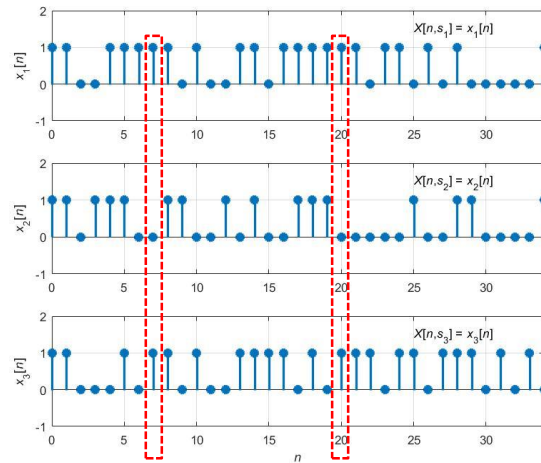 2
1
0
-1
x1[n]
X[n,s1] = x1[n]
0 5 10 15 20 25 30
2
1
0
-1
x2[n]
X[n,s2] = x2[n]
0 5 10 15 20 25 30
2
1
0
-1
x3[n]
X[n,s3] = x3[n]
0 5 10 15 20 25 30
n